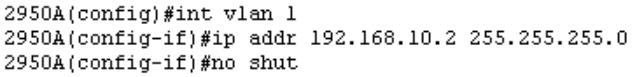 2950A(config)#int vlan 1
2950A(config-if)#ip addr 192.168.10.2 255.255.255.0
2950A(config-if)#no shut